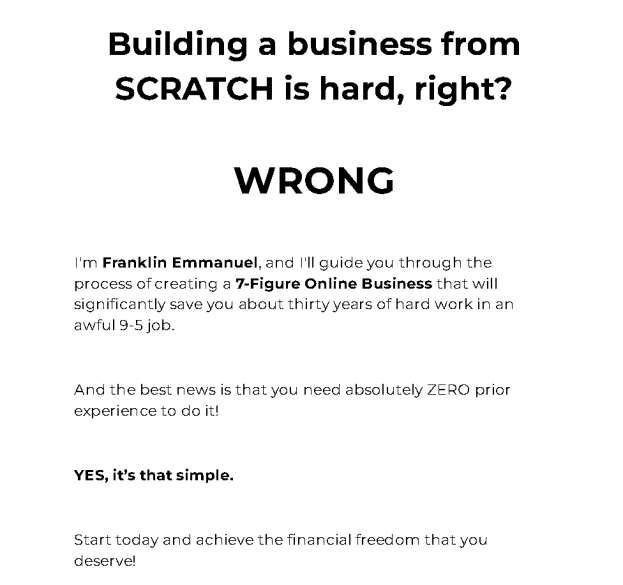 Building a business from
SCRATCH is hard, right?
WRONG
I'm Franklin Emmanuel, and I'll guide you through the
process of creating a 7-Figure Online Business that will
significantly save you about thirty years of hard work in an
awful 9-5 job.
And the best news is that you need absolutely ZERO prior
experience to do it!
YES, it's that simple.
Start today and achieve the financial freedom that you
deserve!